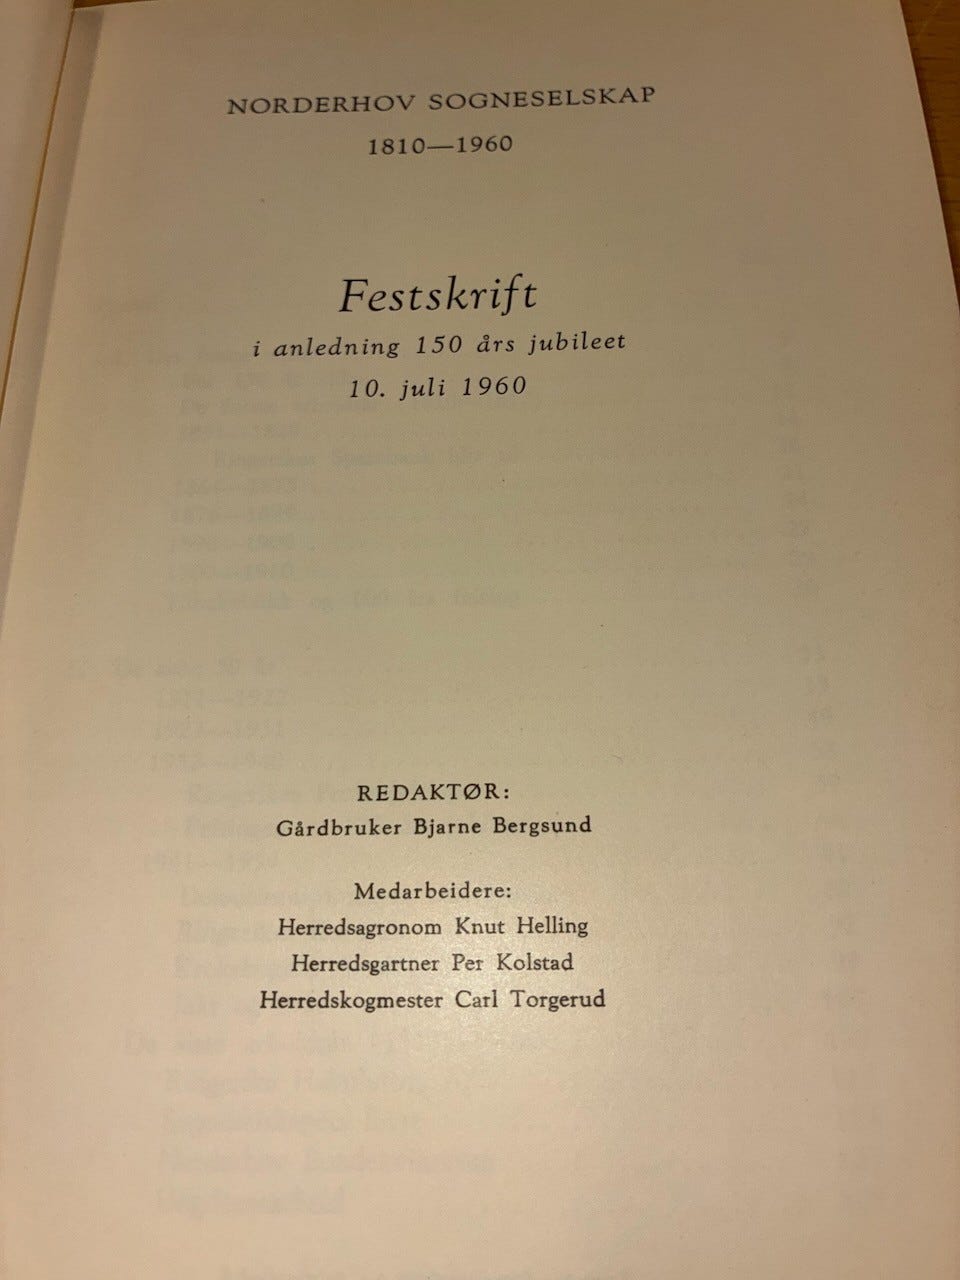 NORDERHOV SOGNESELSKAP
1810—1960
Festskrift
i anledning 150 års jubileet
10. juli 1960
REDAKTØR:
Gårdbruker Bjarne Bergsund
Medarbeidere:
Herredsagronom Knut Helling
Herredsgartner Per Kolstad
Herredskogmester Carl Torgerud